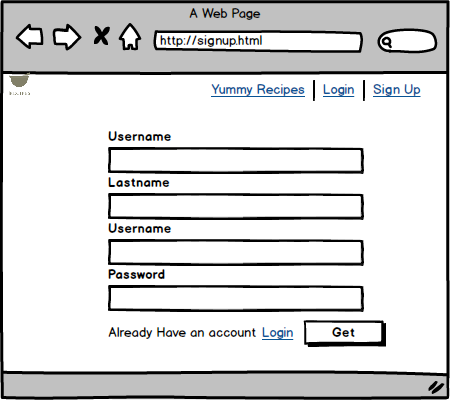 A Web Page
http://signup.html
Yummy Recipes Login Sign Up
Username
Lastname
Username
Password
Already Have an account Login Get